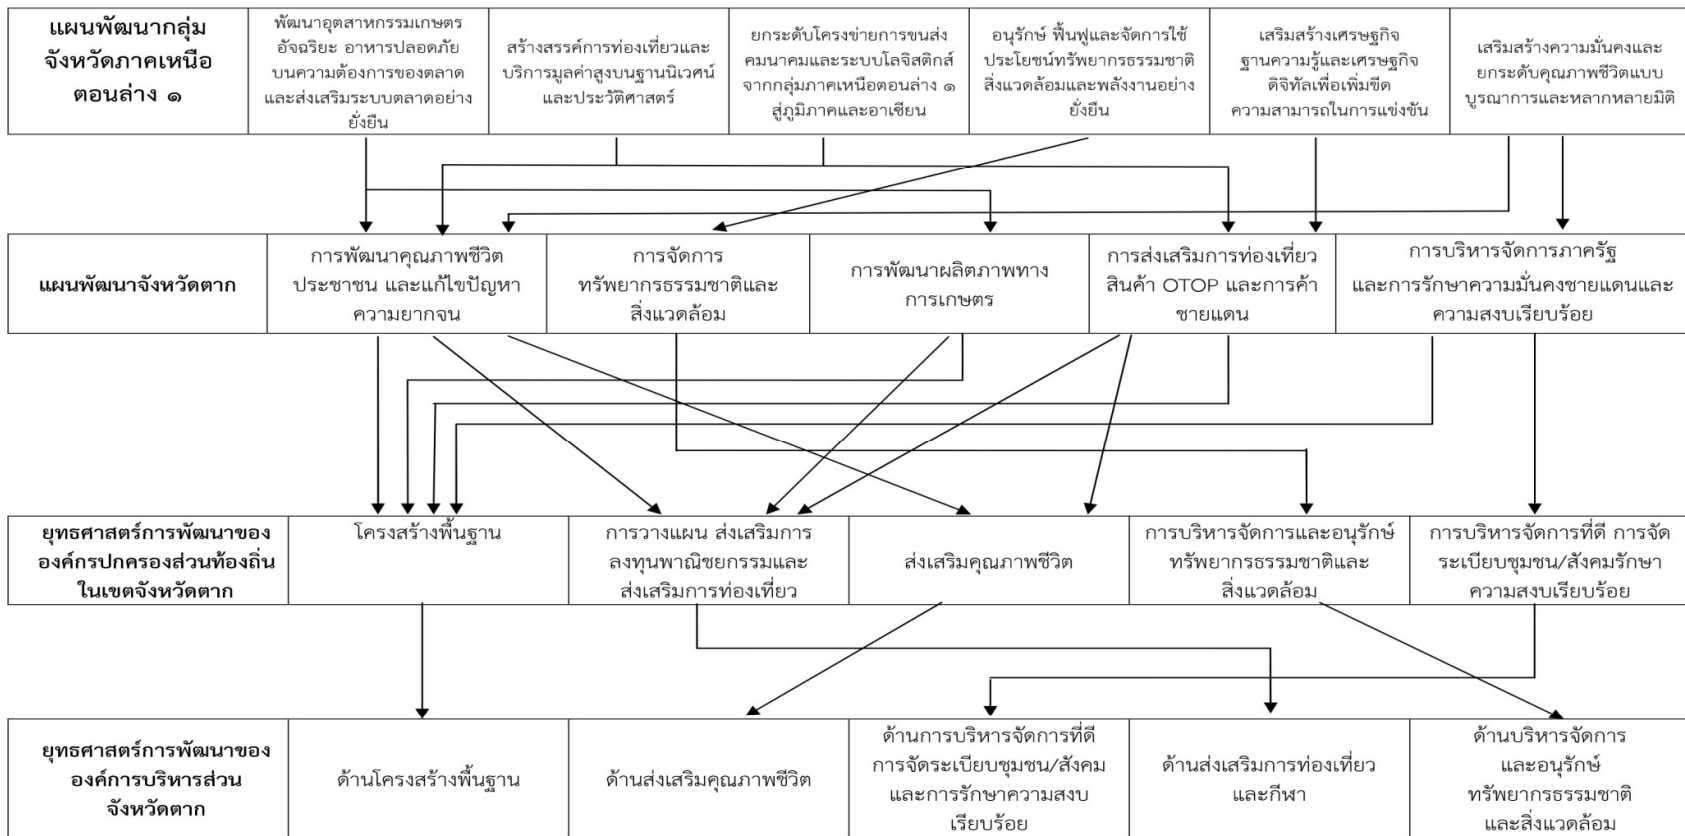 แผนพัฒนากลุ่ม
จังหวัดภาคเหนือ
ตอนล่าง ๑
พัฒนาอุตสาหกรรมเกษตร
อัจฉริยะ อาหารปลอดภัย
บนความต้องการของตลาด
และส่งเสริมระบบตลาดอย่าง
ยั่งยืน
สร้างสรรค์การท่องเที่ยวและ
บริการมูลค่าสูงบนฐานนิเวศน์
และประวัติศาสตร์
ยกระดับโครงข่ายการขนส่ง
คมนาคมและระบบโลจิสติกส์
จากกลุ่มภาคเหนือตอนล่าง ๑
สู่ภูมิภาคและอาเซียน
อนุรักษ์ ฟื้นฟูและจัดการใช้
ประโยชน์ทรัพยากรธรรมชาติ
สิ่งแวดล้อมและพลังงานอย่าง
ยั่งยืน
เสริมสร้างเศรษฐกิจ
ฐานความรู้และเศรษฐกิจ
ดิจิทัลเพื่อเพิ่มขีด
ความสามารถในการแข่งขัน
เสริมสร้างความมั่นคงและ
ยกระดับคุณภาพชีวิตแบบ
บูรณาการและหลากหลายมิติ
แผนพัฒนาจังหวัดตาก
การพัฒนาคุณภาพชีวิต
ประชาชน และแก้ไขปัญหา
ความยากจน
การจัดการ
ทรัพยากรธรรมชาติและ
สิ่งแวดล้อม
การพัฒนาผลิตภาพทาง
การเกษตร
การส่งเสริมการท่องเที่ยว
สินค้า OTOP และการค้า
ชายแดน
การบริหารจัดการภาครัฐ
และการรักษาความมั่นคงชายแดนและ
ความสงบเรียบร้อย
ยุทธศาสตร์การพัฒนาของ
องค์กรปกครองส่วนท้องถิ่น
ในเขตจังหวัดตาก
โครงสร้างพื้นฐาน
การวางแผน ส่งเสริมการ
ลงทุนพาณิชยกรรมและ
ส่งเสริมการท่องเที่ยว
ส่งเสริมคุณภาพชีวิต
การบริหารจัดการและอนุรักษ์
ทรัพยากรธรรมชาติและ
สิ่งแวดล้อม
การบริหารจัดการที่ดี การจัด
ระเบียบชุมชน/สังคมรักษา
ความสงบเรียบร้อย
ยุทธศาสตร์การพัฒนาของ
องค์การบริหารส่วน
จังหวัดตาก
ด้านโครงสร้างพื้นฐาน
ด้านส่งเสริมคุณภาพชีวิต
ด้านการบริหารจัดการที่ดี
การจัดระเบียบชุมชน/สังคม
และการรักษาความสงบ
เรียบร้อย
ด้านส่งเสริมการท่องเที่ยว
และกีฬา
ด้านบริหารจัดการ
และอนุรักษ์
ทรัพยากรธรรมชาติ
และสิ่งแวดล้อม